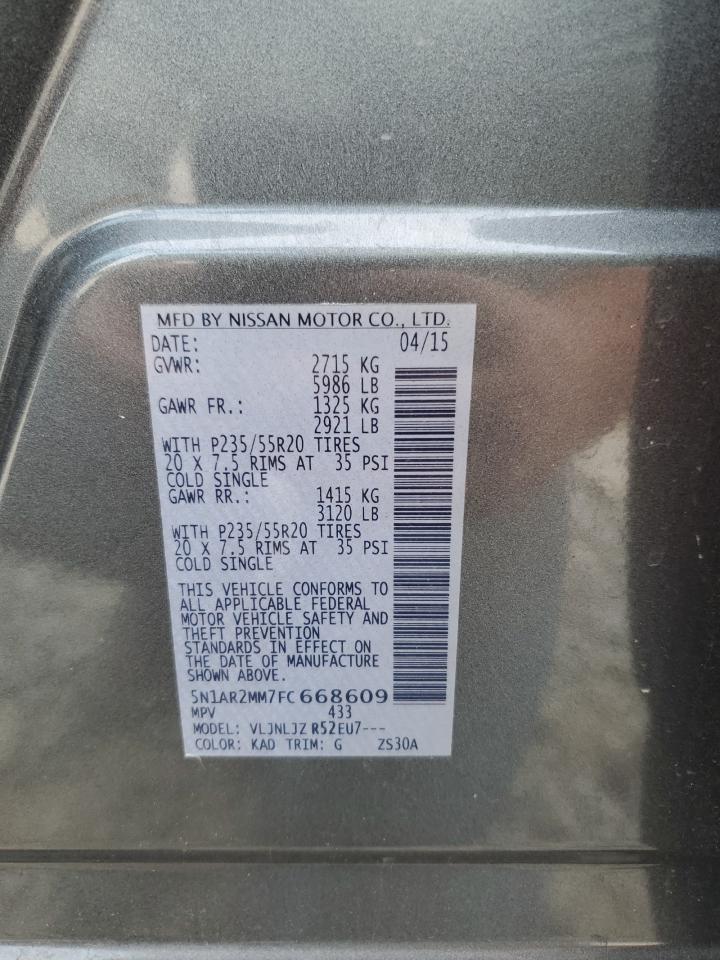 MFD BY NISSAN MOTOR CO., LTD.
DATE: 04/15
GVWR: 2715 KG
5986 LB
GAWR FR.: 1325 KG
2921 LB
WITH P235/55R20 TIRES
20 X 7.5 RIMS AT 35 PSI
COLD SINGLE
GAWR RR.: 1415 KG
3120 LB
WITH P235/55R20 TIRES
20 X 7.5 RIMS AT 35 PSI
COLD SINGLE
THIS VEHICLE CONFORMS TO
ALL APPLICABLE FEDERAL
MOTOR VEHICLE SAFETY AND
THEFT PREVENTION
STANDARDS IN EFFECT ON
THE DATE OF MANUFACTURE
SHOWN ABOVE.
5N1AR2MM7FC668609
MPV 433
MODEL: VLJNLJZ R52EU7---
COLOR: KAD TRIM: G ZS30A